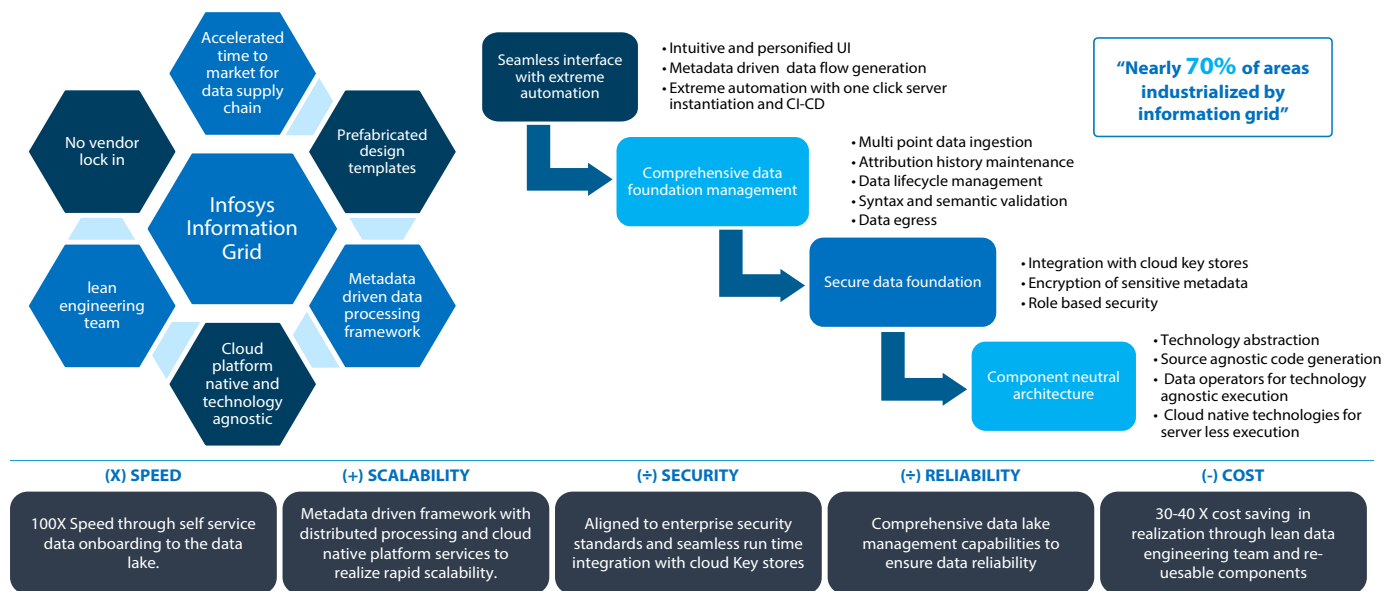 Accelerated
time to
market for
data supply
chain
No vendor
lock in
Prefabricated
design
templates
Infosys
Information
Grid
lean
engineering
team
Metadata
driven data
processing
framework
Cloud
platform
native and
technology
agnostic
Seamless interface
with extreme
automation
• Intuitive and personified UI
• Metadata driven data flow generation
• Extreme automation with one click server
instantiation and CI-CD
"Nearly 70% of areas
industrialized by
information grid"
Comprehensive data
foundation management
• Multi point data ingestion
• Attribution history maintenance
• Data lifecycle management
• Syntax and semantic validation
• Data egress
Secure data foundation
• Integration with cloud key stores
• Encryption of sensitive metadata
• Role based security
Component neutral
architecture
• Technology abstraction
• Source agnostic code generation
• Data operators for technology
agnostic execution
• Cloud native technologies for
server less execution
(X) SPEED
100X Speed through self service
data onboarding to the data
lake.
(+) SCALABILITY
Metadata driven framework with
distributed processing and cloud
native platform services to
realize rapid scalability.
(÷) SECURITY
Aligned to enterprise security
standards and seamless run time
integration with cloud Key stores
(÷) RELIABILITY
Comprehensive data lake
management capabilities to
ensure data reliability
(-) COST
30-40 X cost saving in
realization through lean data
engineering team and re-
uesable components